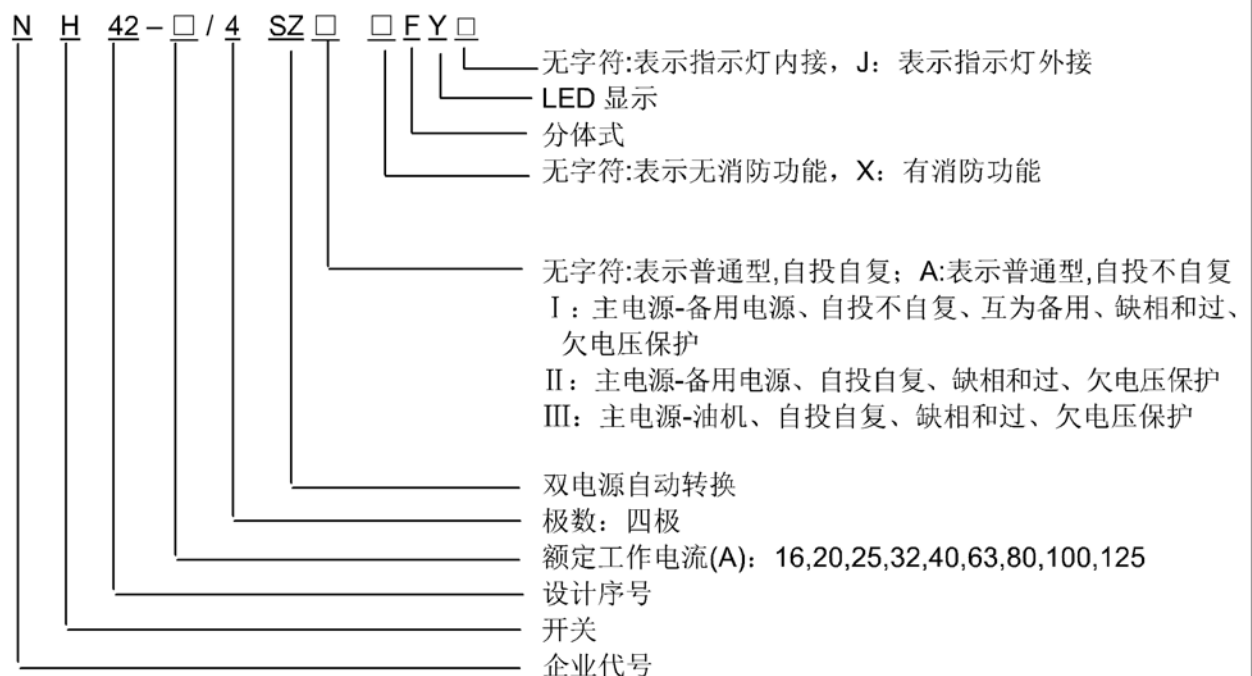 N H 42-□/4 SZ□ □FY□
无字符:表示指示灯内接，J：表示指示灯外接
LED 显示
分体式
无字符:表示无消防功能，X：有消防功能
无字符:表示普通型,自投自复；A:表示普通型,自投不自复
Ⅰ：主电源-备用电源、自投不自复、互为备用、缺相和过、
欠电压保护
Ⅱ：主电源-备用电源、自投自复、缺相和过、欠电压保护
Ⅲ：主电源-油机、自投自复、缺相和过、欠电压保护
双电源自动转换
极数：四极
额定工作电流(A)：16,20,25,32,40,63,80,100,125
设计序号
开关
企业代号